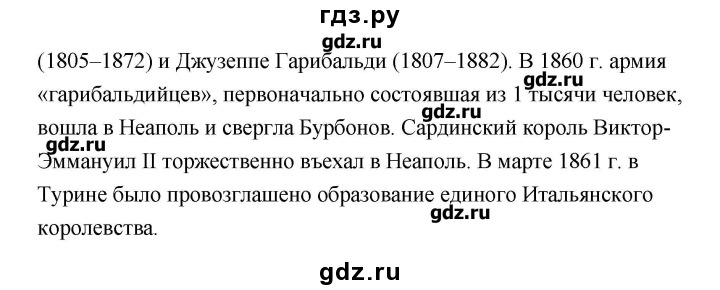 гдз.ру
(1805–1872) и Джузеппе Гарибальди (1807–1882). В 1860 г. армия
gdz.ru
gdz.ru
«гарибальдийцев», первоначально состоявшая из 1 тысячи человек,
gdz.ru
вошла в Неаполь и свергла Бурбонов. Сардинский король Виктор-
gdz.ru
Эммануил II торжественно въехал в Неаполь. В марте 1861 г. в
Турине было провозглашено образование единого Итальянского
gdz.ru
королевства.
gdz.ru